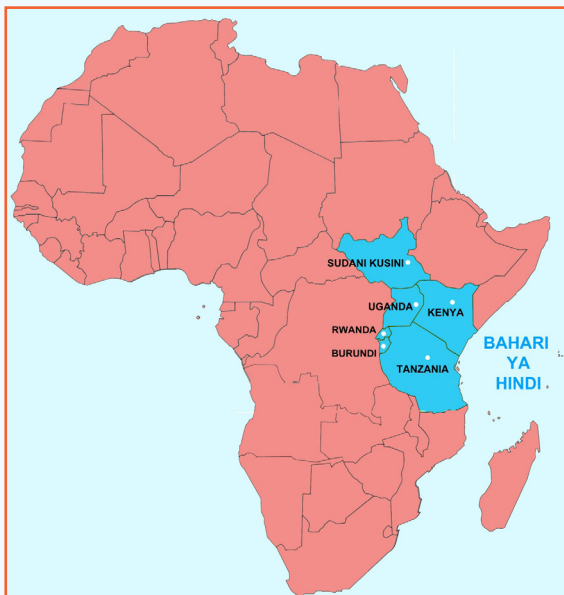 SUDANI KUSINI
UGANDA
KENYA
RWANDA
BURUNDI
TANZANIA
BAHARI
YA
HINDI